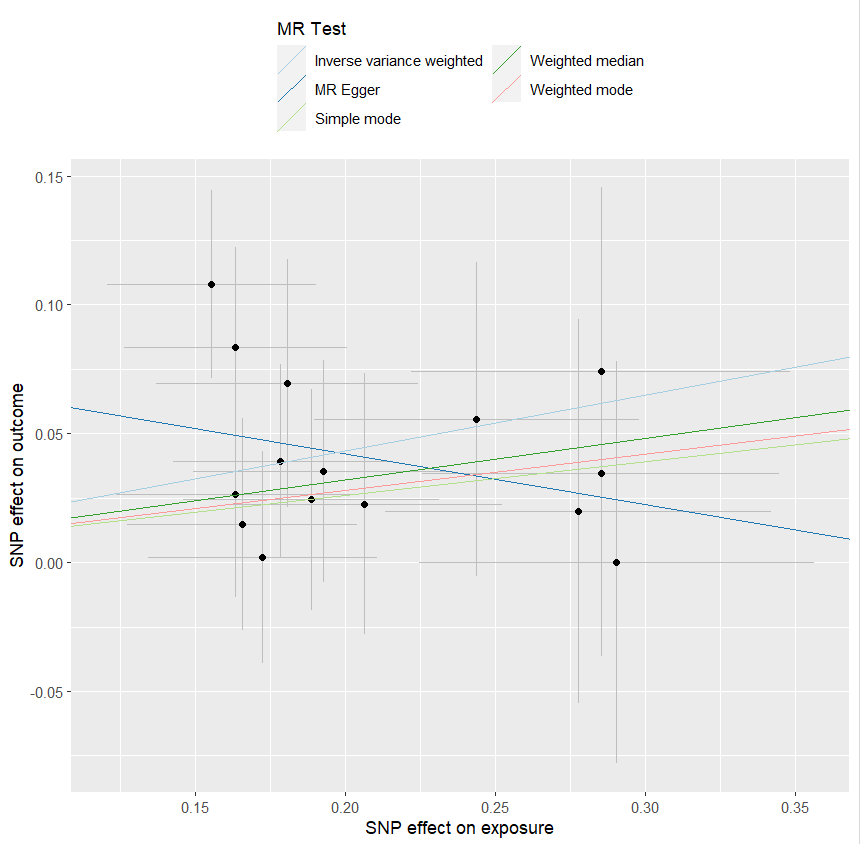 MR Test
Inverse variance weighted
Weighted median
MR Egger
Weighted mode
Simple mode
0.15
0.10
0.05
0.00
-0.05
SNP effect on outcome
0.15
0.20
0.25
0.30
0.35
SNP effect on exposure